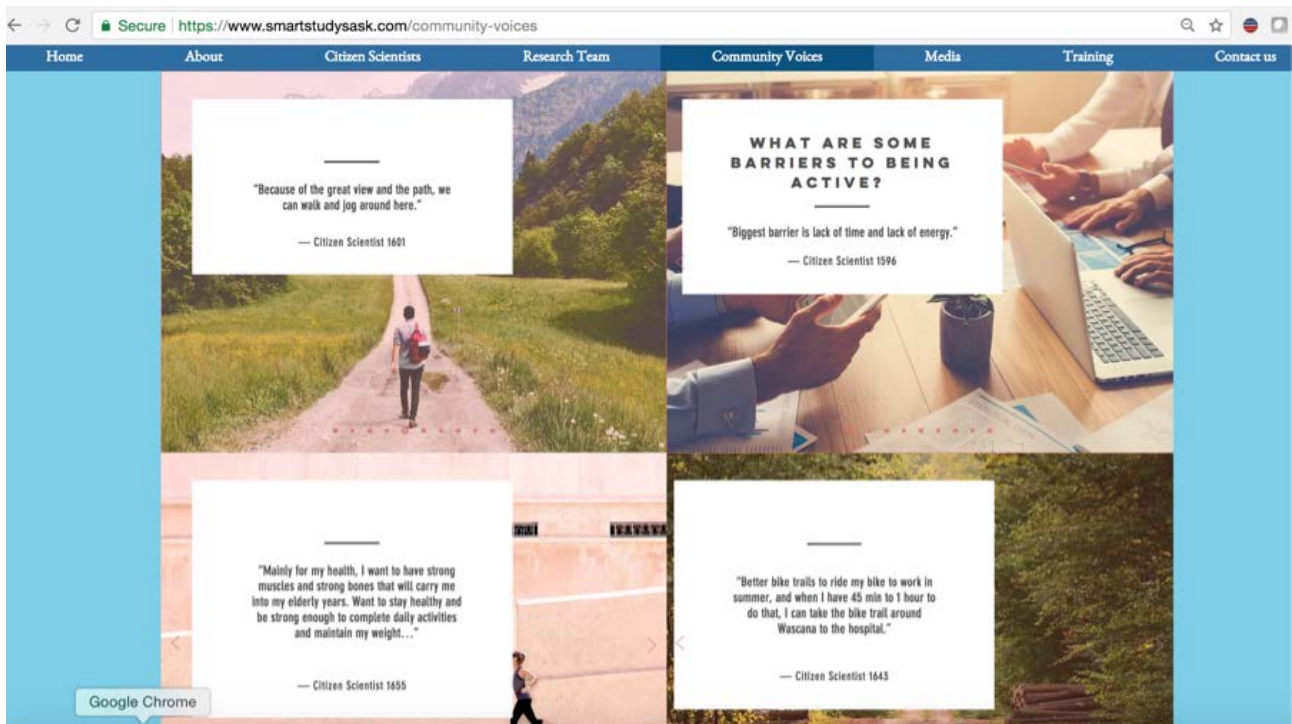 Secure https://www.smartstudysask.com/community-voices
Home About Citizen Scientists Research Team Community Voices Media Training Contact us
"Because of the great view and the path, we
can walk and jog around here."
— Citizen Scientist 1601
WHAT ARE SOME
BARRIERS TO BEING
ACTIVE?
"Biggest barrier is lack of time and lack of energy."
— Citizen Scientist 1596
"Mainly for my health, I want to have strong
muscles and strong bones that will carry me
into my elderly years. Want to stay healthy and
be strong enough to complete daily activities
and maintain my weight..."
— Citizen Scientist 1655
"Better bike trails to ride my bike to work in
summer, and when I have 45 min to 1 hour to
do that, I can take the bike trail around
Wascana to the hospital."
— Citizen Scientist 1643
Google Chrome